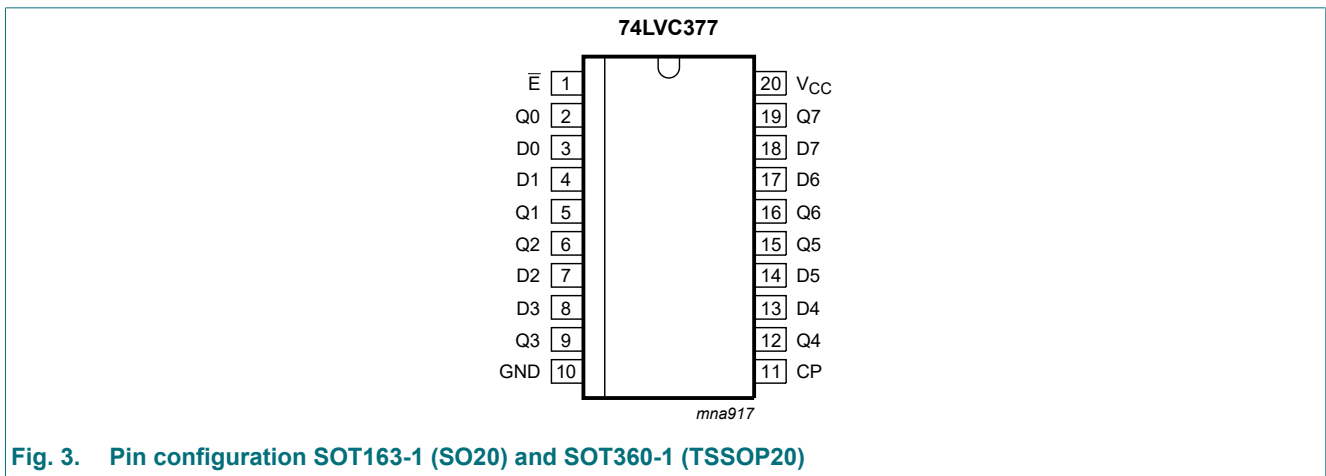 74LVC377
E̅ 1 20 VCC
Q0 2 19 Q7
D0 3 18 D7
D1 4 17 D6
Q1 5 16 Q6
Q2 6 15 Q5
D2 7 14 D5
D3 8 13 D4
Q3 9 12 Q4
GND 10 11 CP
mna917
Fig. 3. Pin configuration SOT163-1 (SO20) and SOT360-1 (TSSOP20)